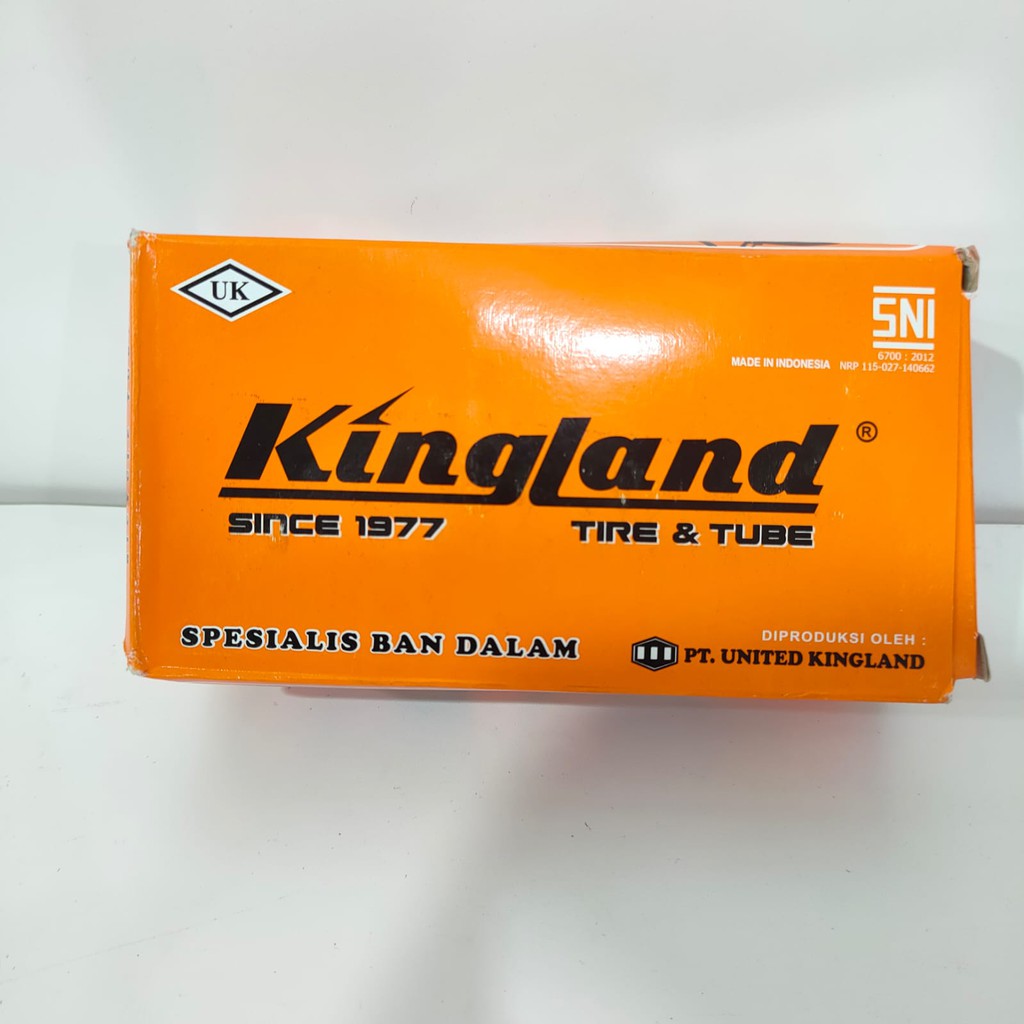 UK
SNI
6700 : 2012
MADE IN INDONESIA NRP 115-027-140662
Kingland ®
SINCE 1977 TIRE & TUBE
SPESIALIS BAN DALAM
DIPRODUKSI OLEH :
PT. UNITED KINGLAND